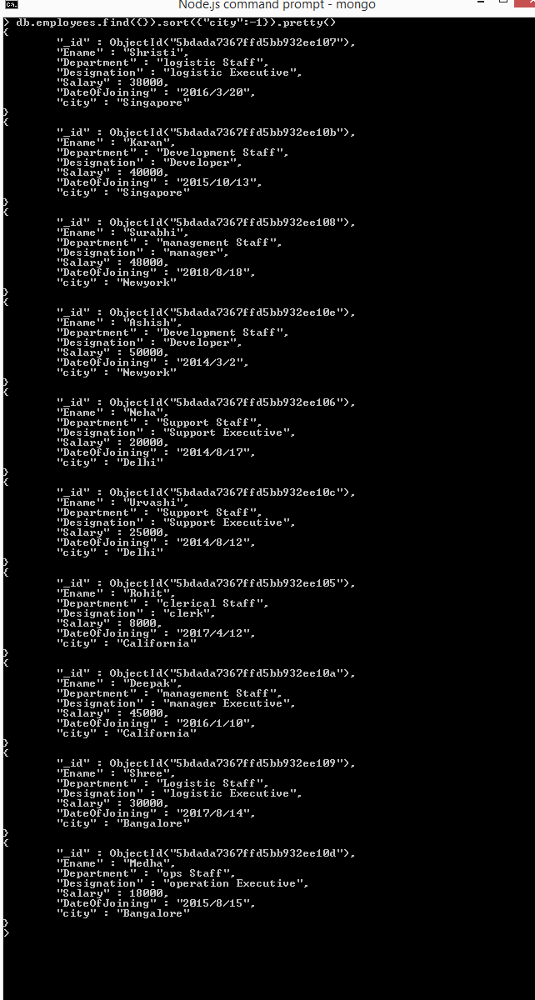 Node.js command prompt - mongo
> db.employees.find({}).sort({"city":-1}).pretty()
{
"_id" : ObjectId("5bdada7367ffd5bb932ee107"),
"Ename" : "Shristi",
"Department" : "logistic Staff",
"Designation" : "logistic Executive",
"Salary" : 38000,
"DateOfJoining" : "2016/3/20",
"city" : "Singapore"
}
{
"_id" : ObjectId("5bdada7367ffd5bb932ee10b"),
"Ename" : "Karan",
"Department" : "Development Staff",
"Designation" : "Developer",
"Salary" : 40000,
"DateOfJoining" : "2015/10/13",
"city" : "Singapore"
}
{
"_id" : ObjectId("5bdada7367ffd5bb932ee108"),
"Ename" : "Surabhi",
"Department" : "management Staff",
"Designation" : "manager",
"Salary" : 48000,
"DateOfJoining" : "2018/8/18",
"city" : "Newyork"
}
{
"_id" : ObjectId("5bdada7367ffd5bb932ee10e"),
"Ename" : "Ashish",
"Department" : "Development Staff",
"Designation" : "Developer",
"Salary" : 50000,
"DateOfJoining" : "2014/3/2",
"city" : "Newyork"
}
{
"_id" : ObjectId("5bdada7367ffd5bb932ee106"),
"Ename" : "Neha",
"Department" : "Support Staff",
"Designation" : "Support Executive",
"Salary" : 20000,
"DateOfJoining" : "2014/8/17",
"city" : "Delhi"
}
{
"_id" : ObjectId("5bdada7367ffd5bb932ee10c"),
"Ename" : "Urvashi",
"Department" : "Support Staff",
"Designation" : "Support Executive",
"Salary" : 25000,
"DateOfJoining" : "2014/8/12",
"city" : "Delhi"
}
{
"_id" : ObjectId("5bdada7367ffd5bb932ee105"),
"Ename" : "Rohit",
"Department" : "clerical Staff",
"Designation" : "clerk",
"Salary" : 8000,
"DateOfJoining" : "2017/4/12",
"city" : "California"
}
{
"_id" : ObjectId("5bdada7367ffd5bb932ee10a"),
"Ename" : "Deepak",
"Department" : "management Staff",
"Designation" : "manager Executive",
"Salary" : 45000,
"DateOfJoining" : "2016/1/10",
"city" : "California"
}
{
"_id" : ObjectId("5bdada7367ffd5bb932ee109"),
"Ename" : "Shree",
"Department" : "Logistic Staff",
"Designation" : "logistic Executive",
"Salary" : 30000,
"DateOfJoining" : "2017/8/14",
"city" : "Bangalore"
}
{
"_id" : ObjectId("5bdada7367ffd5bb932ee10d"),
"Ename" : "Medha",
"Department" : "ops Staff",
"Designation" : "operation Executive",
"Salary" : 18000,
"DateOfJoining" : "2015/8/15",
"city" : "Bangalore"
}
>